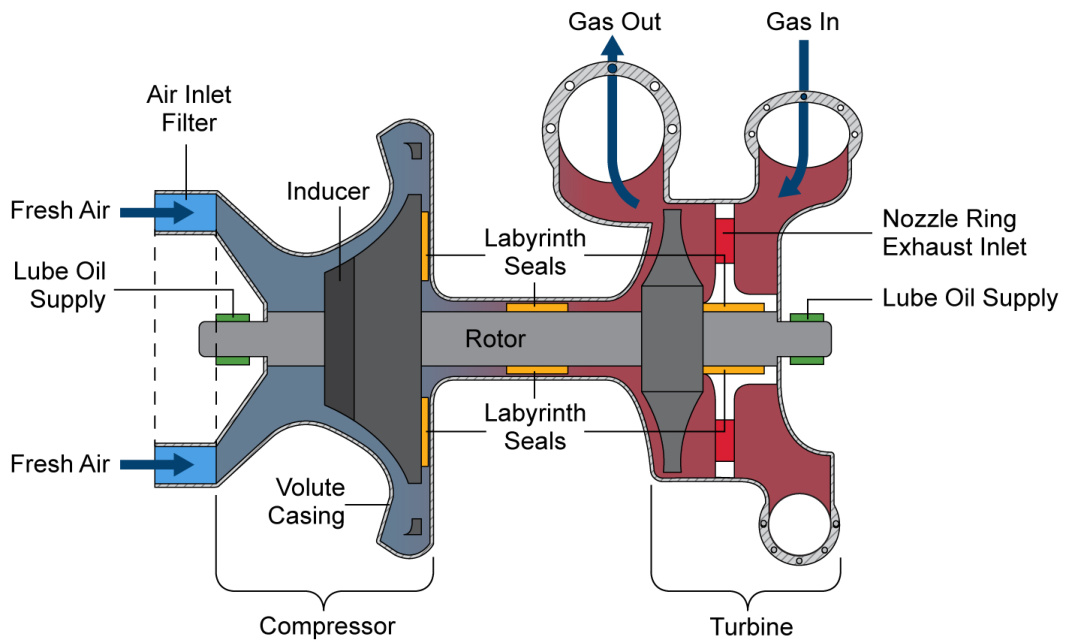 Gas Out
Gas In
Air Inlet
Filter
Inducer
Fresh Air
Labyrinth
Seals
Nozzle Ring
Exhaust Inlet
Lube Oil
Supply
Lube Oil Supply
Rotor
Labyrinth
Seals
Fresh Air
Volute
Casing
Compressor
Turbine